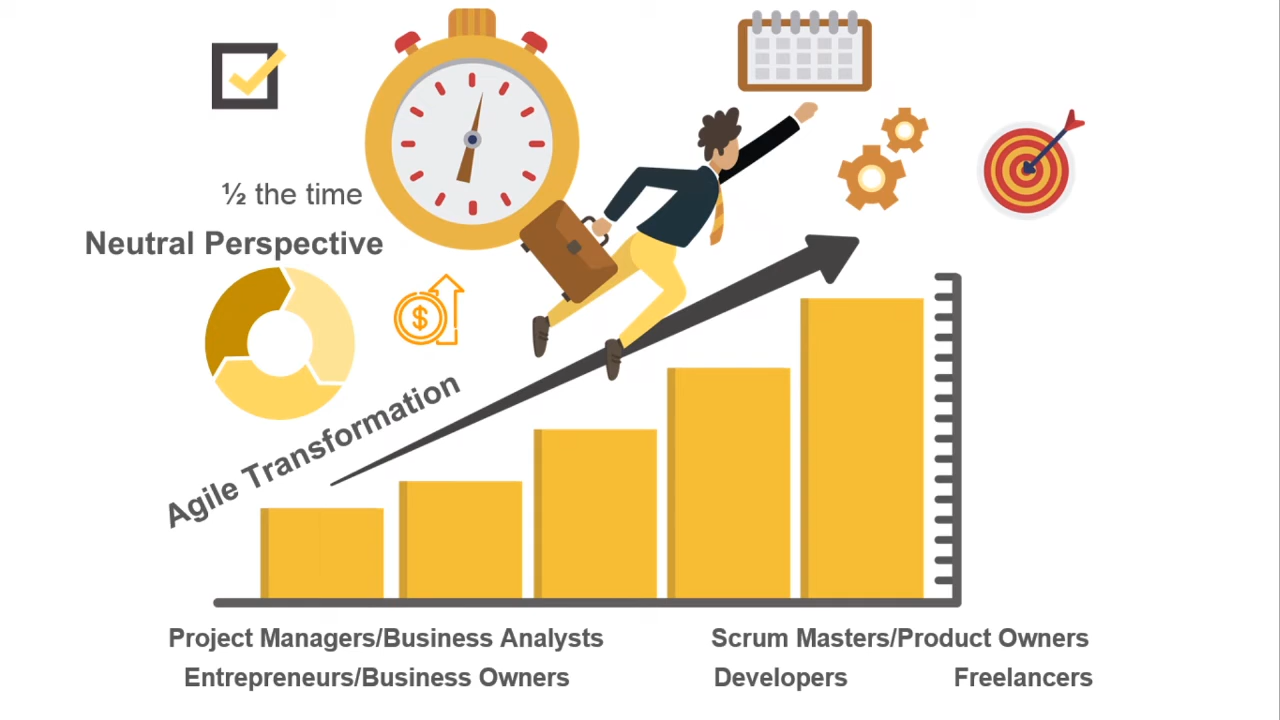 ½ the time
Neutral Perspective
$
Agile Transformation
Project Managers/Business Analysts
Scrum Masters/Product Owners
Entrepreneurs/Business Owners
Developers
Freelancers